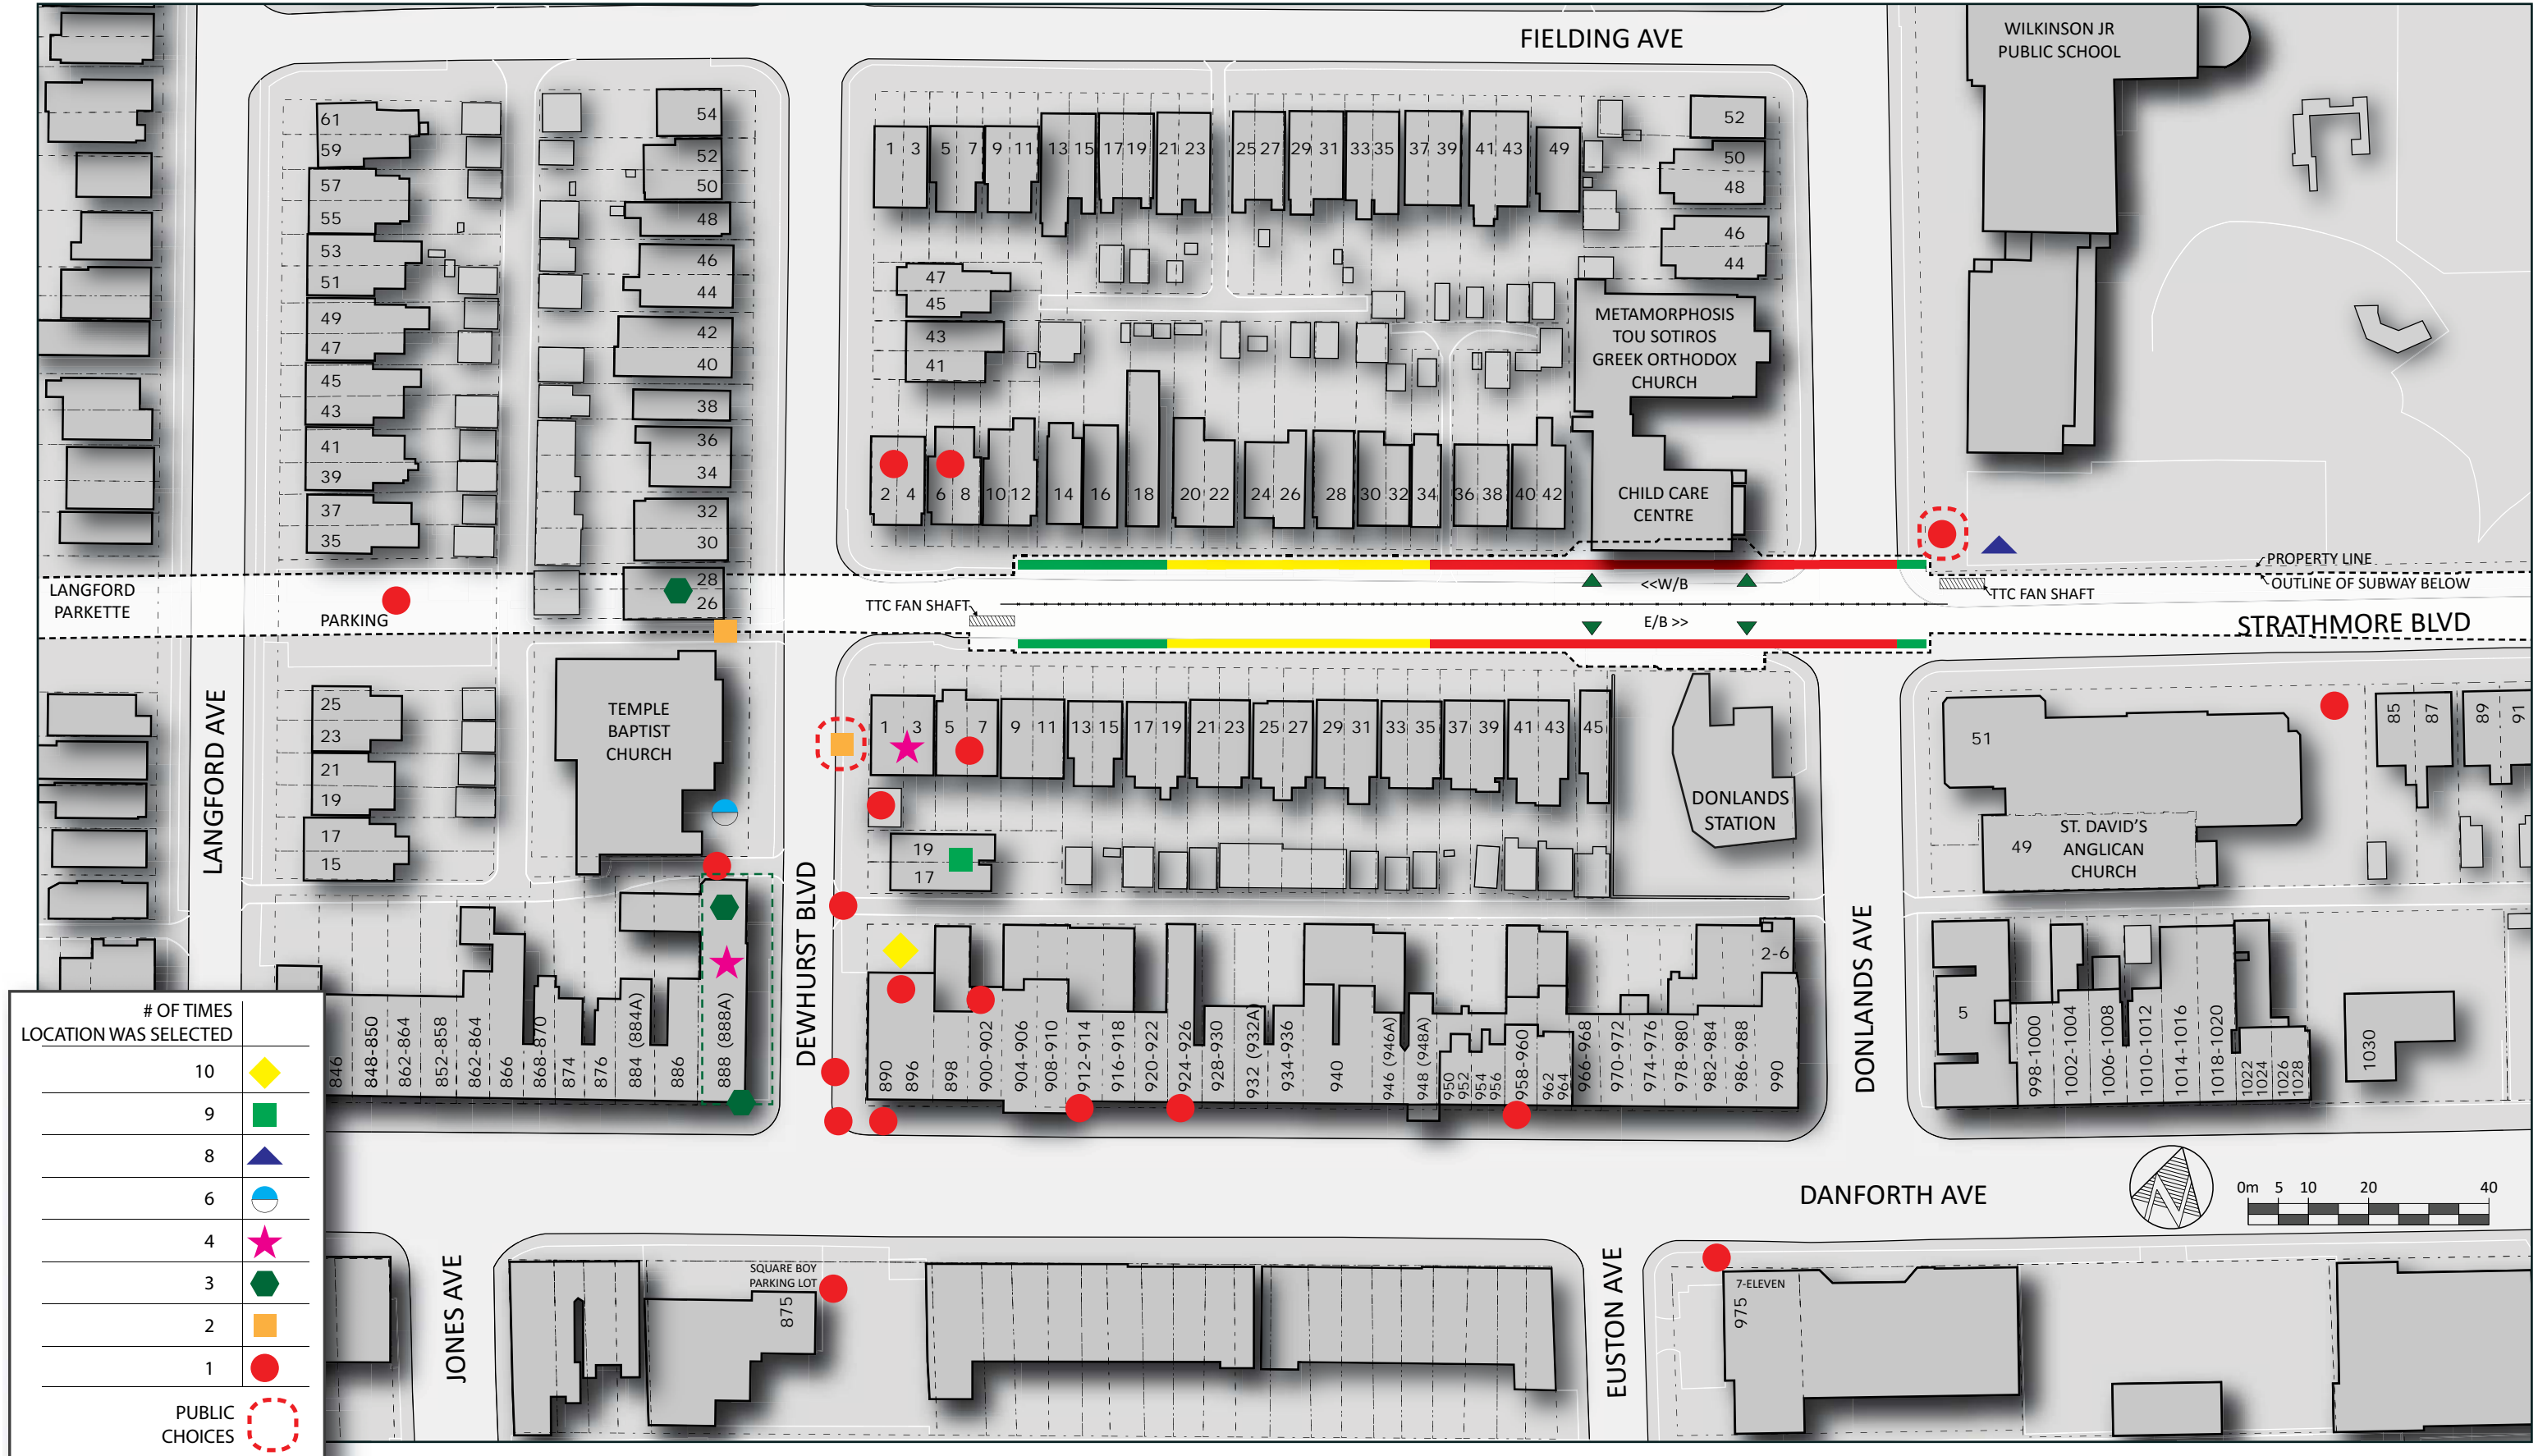 FIELDING AVE
WILKINSON JR
PUBLIC SCHOOL
61
59
57
55
53
51
49
47
45
43
41
39
37
35
54
52
50
48
46
44
42
40
38
36
34
32
30
28
26
1 3 5 7 9 11 13 15 17 19 21 23 25 27 29 31 33 35 37 39 41 43 49
52
50
48
46
44
47
45
43
41
METAMORPHOSIS
TOU SOTIROS
GREEK ORTHODOX
CHURCH
CHILD CARE
CENTRE
2 4 6 8 10 12 14 16 18 20 22 24 26 28 30 32 34 36 38 40 42
LANGFORD
PARKETTE
PARKING
TTC FAN SHAFT
<<W/B
E/B >>
TTC FAN SHAFT
PROPERTY LINE
OUTLINE OF SUBWAY BELOW
STRATHMORE BLVD
LANGFORD AVE
25
23
21
19
17
15
TEMPLE
BAPTIST
CHURCH
DEWHURST BLVD
1 3 5 7 9 11 13 15 17 19 21 23 25 27 29 31 33 35 37 39 41 43 45
19
17
DONLANDS
STATION
DONLANDS AVE
51
49
ST. DAVID'S
ANGLICAN
CHURCH
85 87 89 91
846
848-850
862-864
852-858
862-864
866
868-870
874
876
884 (884A)
886
888 (888A)
890
896
898
900-902
904-906
908-910
912-914
916-918
920-922
924-926
928-930
932 (932A)
934-936
940
946 (946A)
948 (948A)
950
952
954
956
958-960
962
964
966-968
970-972
974-976
978-980
982-984
986-988
990
2-6
5
998-1000
1002-1004
1006-1008
1010-1012
1014-1016
1018-1020
1022
1024
1026
1028
1030
DANFORTH AVE
0m 5 10 20 40
JONES AVE
SQUARE BOY
PARKING LOT
875
EUSTON AVE
7-ELEVEN
975
# OF TIMES
LOCATION WAS SELECTED
10
9
8
6
4
3
2
1
PUBLIC
CHOICES